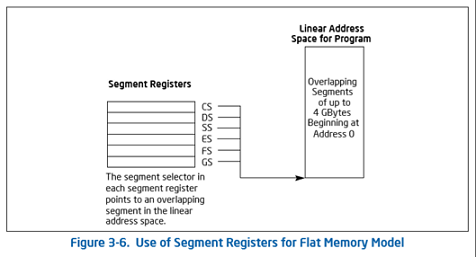 Linear Address
Space for Program
Segment Registers
Overlapping
Segments
of up to
4 GBytes
Beginning at
Address 0
CS
DS
SS
ES
FS
GS
The segment selector in
each segment register
points to an overlapping
segment in the linear
address space.
Figure 3-6. Use of Segment Registers for Flat Memory Model